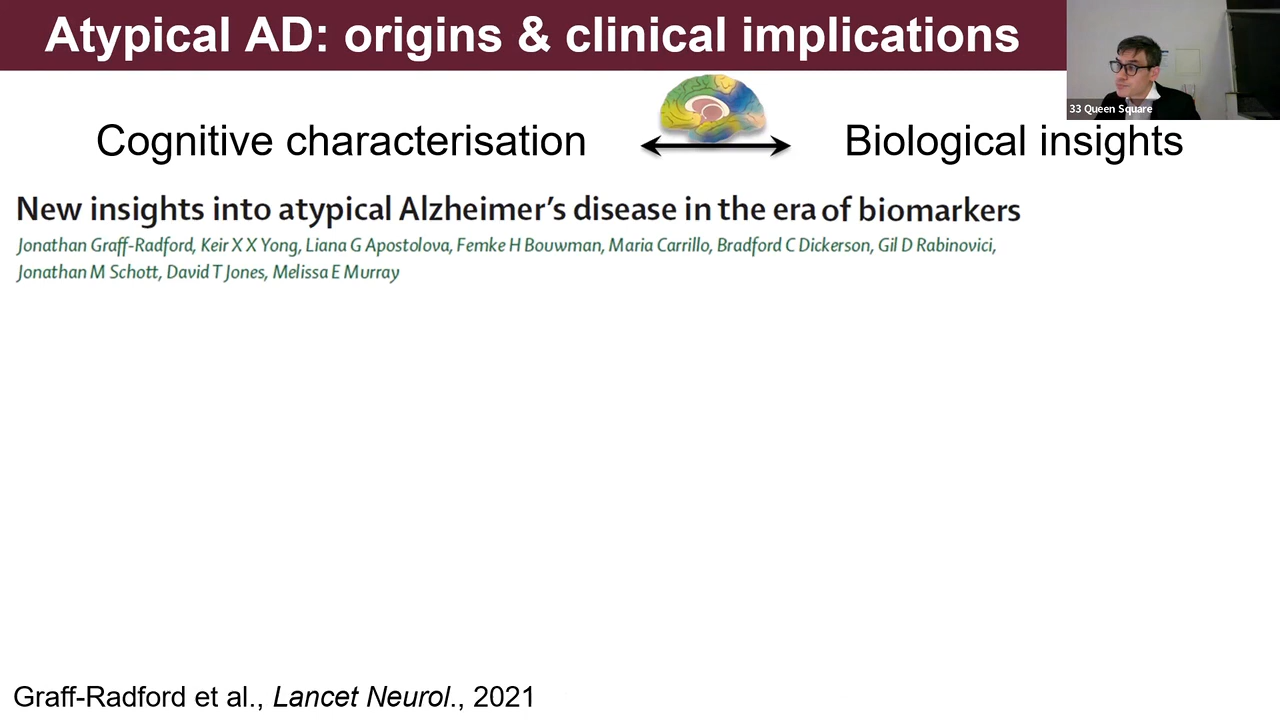 Atypical AD: origins & clinical implications
33 Queen Square
Cognitive characterisation
Biological insights
New insights into atypical Alzheimer's disease in the era of biomarkers
Jonathan Graff-Radford, Keir X X Yong, Liana G Apostolova, Femke H Bouwman, Maria Carrillo, Bradford C Dickerson, Gil D Rabinovici,
Jonathan M Schott, David T Jones, Melissa E Murray
Graff-Radford et al., Lancet Neurol., 2021